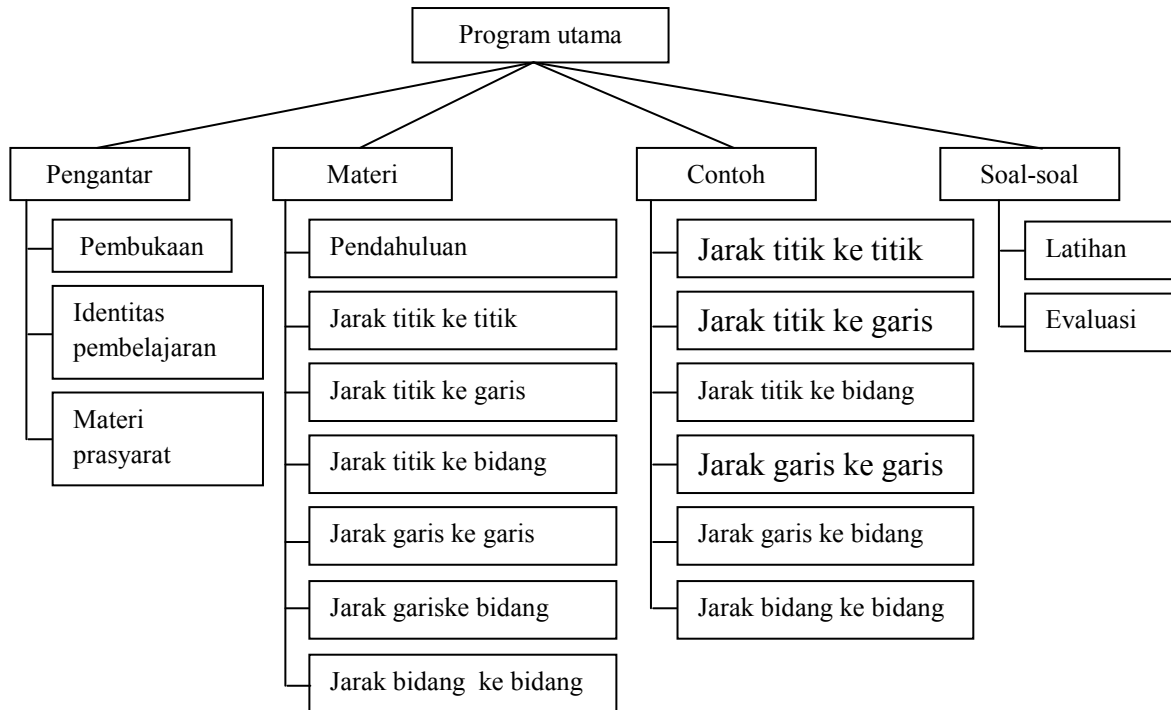 Program utama
Pengantar
Pembukaan
Identitas
pembelajaran
Materi
prasyarat
Materi
Pendahuluan
Jarak titik ke titik
Jarak titik ke garis
Jarak titik ke bidang
Jarak garis ke garis
Jarak gariske bidang
Jarak bidang  ke bidang
Contoh
Jarak titik ke titik
Jarak titik ke garis
Jarak titik ke bidang
Jarak garis ke garis
Jarak garis ke bidang
Jarak bidang ke bidang
Soal-soal
Latihan
Evaluasi